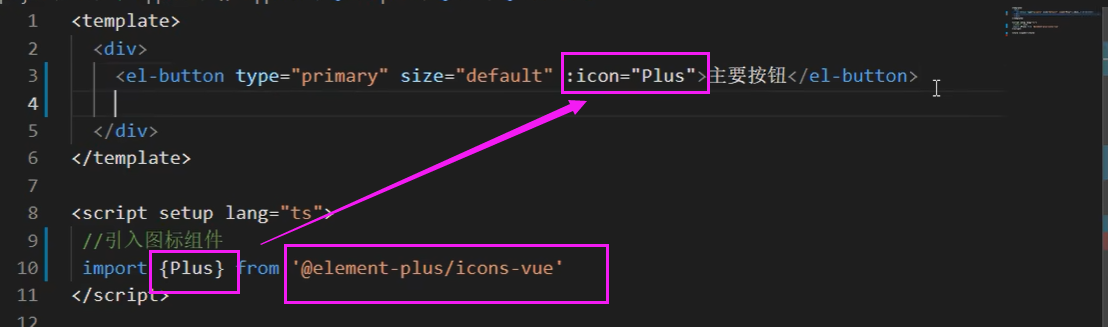 1 <template>
2 <div>
3 <el-button type="primary" size="default" :icon="Plus">主要按钮</el-button>
4
5 </div>
6 </template>
7
8 <script setup lang="ts">
9 //引入图标组件
10 import {Plus} from '@element-plus/icons-vue'
11 </script>
12